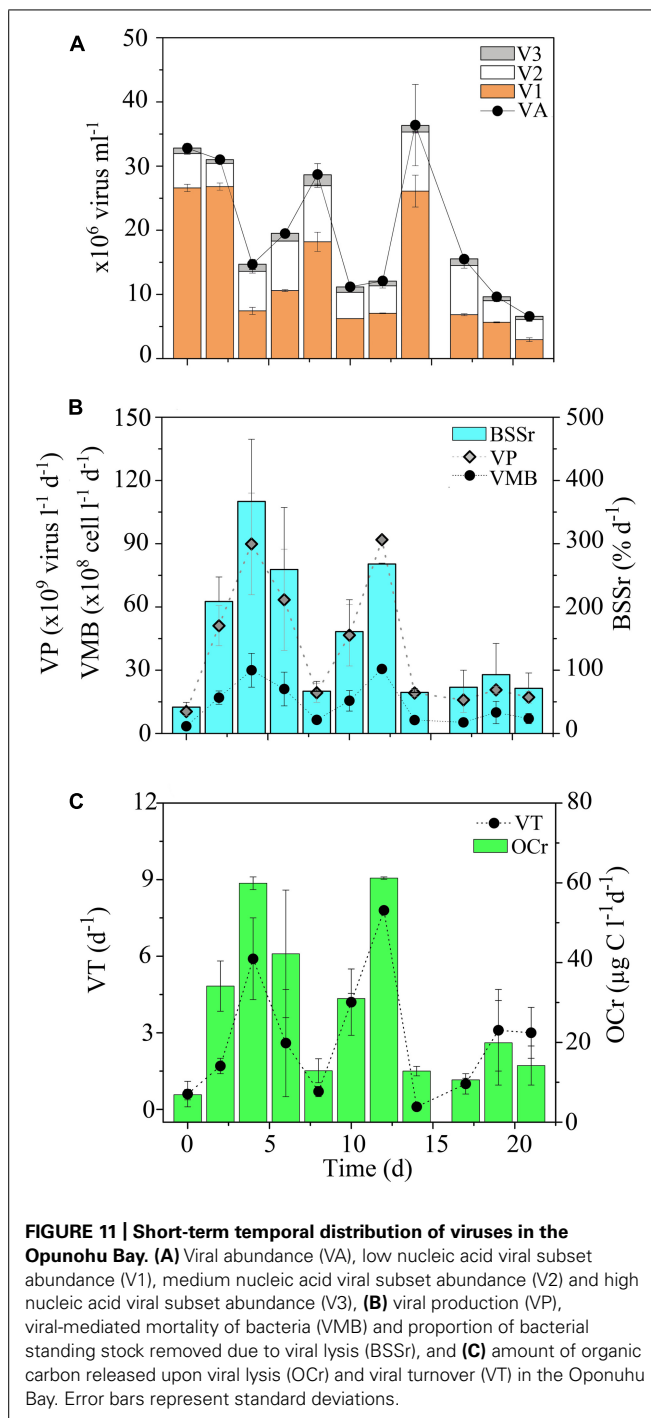 A
50
40
30
20
10
0
x10⁶ virus ml⁻¹
V3
V2
V1
VA
B
150
120
90
60
30
0
VP (x10⁹ virus l⁻¹ d⁻¹)
VMB (x10⁸ cell l⁻¹ d⁻¹)
BSSr
VP
VMB
500
400
300
200
100
0
BSSr (% d⁻¹)
C
12
9
6
3
0
VT (d⁻¹)
VT
OCr
80
60
40
20
0
OCr (µg C l⁻¹d⁻¹)
0 5 10 15 20
Time (d)
FIGURE 11 | Short-term temporal distribution of viruses in the
Opunohu Bay. (A) Viral abundance (VA), low nucleic acid viral subset
abundance (V1), medium nucleic acid viral subset abundance (V2) and high
nucleic acid viral subset abundance (V3), (B) viral production (VP),
viral-mediated mortality of bacteria (VMB) and proportion of bacterial
standing stock removed due to viral lysis (BSSr), and (C) amount of organic
carbon released upon viral lysis (OCr) and viral turnover (VT) in the Oponuhu
Bay. Error bars represent standard deviations.